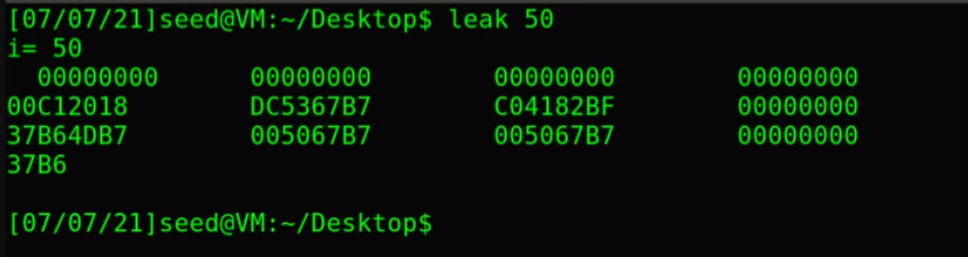 [07/07/21]seed@VM:~/Desktop$ leak 50
i= 50
  00000000      00000000        00000000        00000000
00C12018        DC5367B7        C04182BF        00000000
37B64DB7        005067B7        005067B7        00000000
37B6
[07/07/21]seed@VM:~/Desktop$